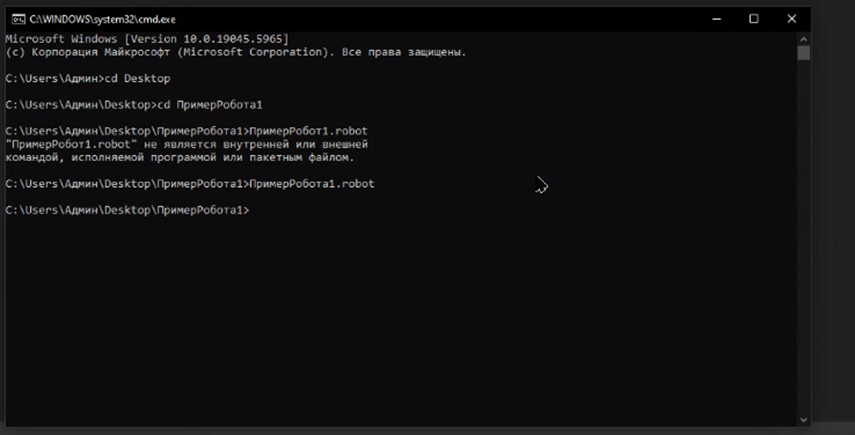 C:\WINDOWS\system32\cmd.exe
Microsoft Windows [Version 10.0.19045.5965]
(c) Корпорация Майкрософт (Microsoft Corporation). Все права защищены.
C:\Users\Админ>cd Desktop
C:\Users\Админ\Desktop>cd ПримерРобота1
C:\Users\Админ\Desktop\ПримерРобота1>ПримерРобот1.robot
"ПримерРобот1.robot" не является внутренней или внешней
командой, исполняемой программой или пакетным файлом.
C:\Users\Админ\Desktop\ПримерРобота1>ПримерРобота1.robot
C:\Users\Админ\Desktop\ПримерРобота1>